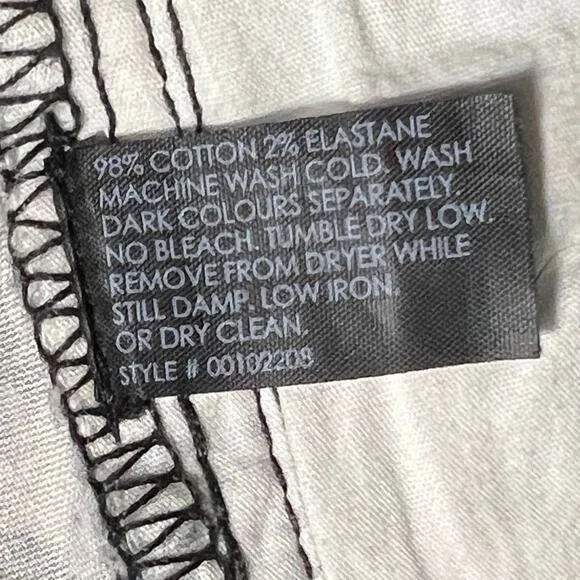 98% COTTON 2% ELASTANE
MACHINE WASH COLD. WASH
DARK COLOURS SEPARATELY.
NO BLEACH. TUMBLE DRY LOW.
REMOVE FROM DRYER WHILE
STILL DAMP. LOW IRON.
OR DRY CLEAN.
STYLE # 00102208